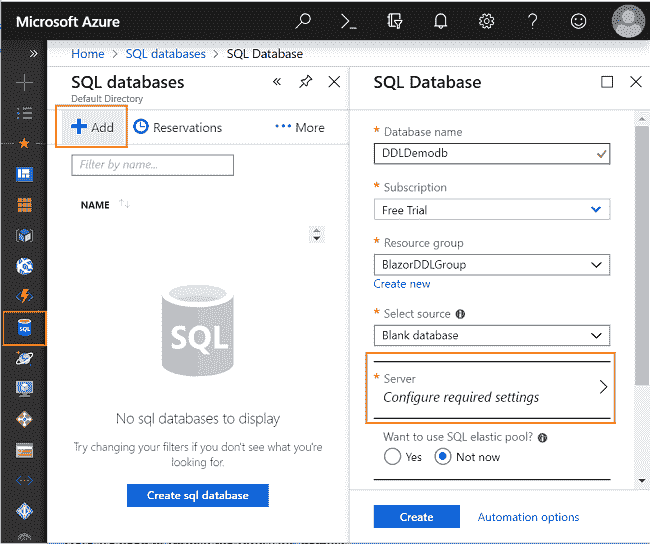 Microsoft Azure
Home > SQL databases > SQL Database
SQL databases
Default Directory
Add
Reservations
More
Filter by name...
NAME
SQL
No sql databases to display
Try changing your filters if you don't see what you're
looking for.
Create sql database
SQL Database
* Database name
DDLDemodb
* Subscription
Free Trial
* Resource group
BlazorDDLGroup
Create new
* Select source
Blank database
* Server
Configure required settings
Want to use SQL elastic pool?
Yes
Not now
Create
Automation options